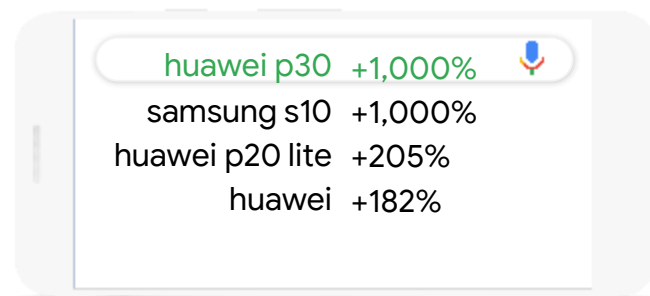 huawei p30 +1,000%
samsung s10 +1,000%
huawei p20 lite +205%
huawei +182%